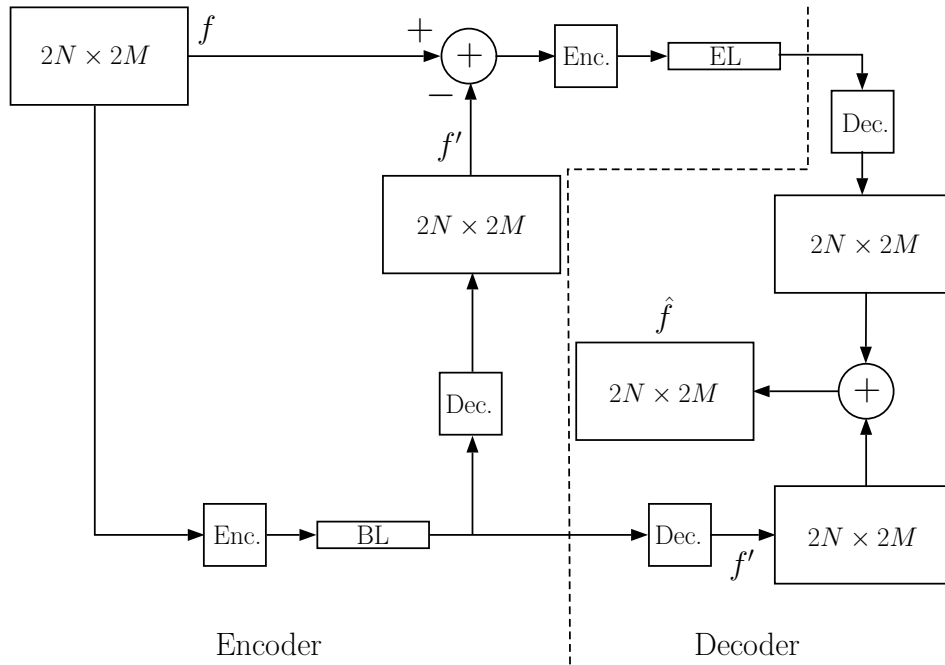 2N × 2M
f
+
+
−
Enc.
EL
Dec.
f'
2N × 2M
2N × 2M
f̂
2N × 2M
+
Dec.
Enc.
BL
Dec.
f'
2N × 2M
Encoder
Decoder